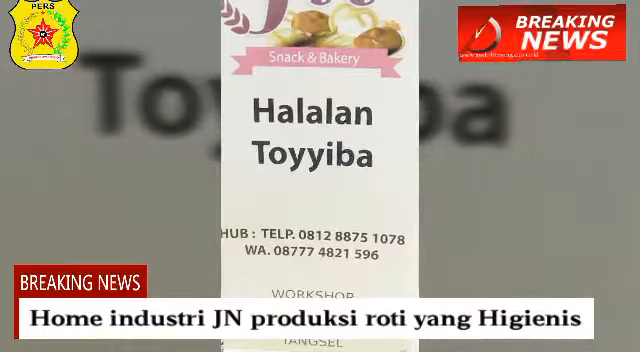 PERS
BREAKING
NEWS
Snack & Bakery
Halalan
Toyyiba
HUB : TELP. 0812 8875 1078
WA. 08777 4821 596
WORKSHOP
BREAKING NEWS
Home industri JN produksi roti yang Higienis
TANGSEL